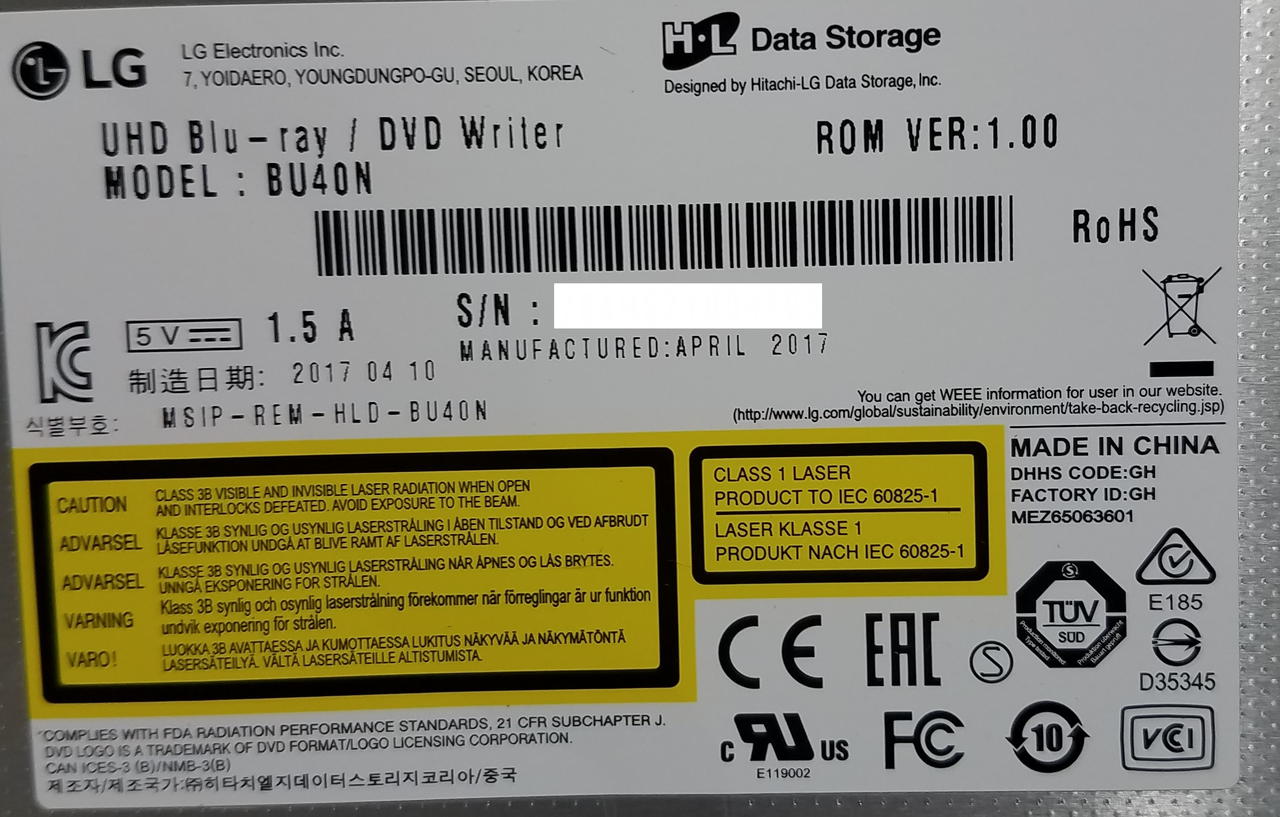 LG
LG Electronics Inc.
7, YOIDAERO, YOUNGDUNGPO-GU, SEOUL, KOREA
H·L Data Storage
Designed by Hitachi-LG Data Storage, Inc.
UHD Blu-ray / DVD Writer
MODEL : BU40N
ROM VER:1.00
RoHS
S/N :
5 V 1.5 A
MANUFACTURED:APRIL 2017
制造日期: 2017 04 10
식별부호: MSIP-REM-HLD-BU40N
You can get WEEE information for user in our website.
(http://www.lg.com/global/sustainability/environment/take-back-recycling.jsp)
CAUTION CLASS 3B VISIBLE AND INVISIBLE LASER RADIATION WHEN OPEN
AND INTERLOCKS DEFEATED. AVOID EXPOSURE TO THE BEAM.
ADVARSEL KLASSE 3B SYNLIG OG USYNLIG LASERSTRÅLING I ÅBEN TILSTAND OG VED AFBRUDT
LÅSEFUNKTION UNDGÅ AT BLIVE RAMT AF LASERSTRÅLEN.
ADVARSEL KLASSE 3B SYNLIG OG USYNLIG LASERSTRÅLING NÅR ÅPNES OG LÅS BRYTES.
UNNGÅ EKSPONERING FOR STRÅLEN.
VARNING Klass 3B synlig och osynlig laserstrålning förekommer när förreglingar är ur funktion
undvik exponering för strålen.
VARO! LUOKKA 3B AVATTAESSA JA KUMOTTAESSA LUKITUS NÄKYVÄÄ JA NÄKYMÄTÖNTÄ
LASERSÄTEILYÄ. VÄLTÄ LASERSÄTEILLE ALTISTUMISTA.
CLASS 1 LASER
PRODUCT TO IEC 60825-1
LASER KLASSE 1
PRODUKT NACH IEC 60825-1
MADE IN CHINA
DHHS CODE:GH
FACTORY ID:GH
MEZ65063601
TÜV
SÜD
E185
D35345
CE EAC S
c RU US
E119002
FC
10
VCI
*COMPLIES WITH FDA RADIATION PERFORMANCE STANDARDS, 21 CFR SUBCHAPTER J.
DVD LOGO IS A TRADEMARK OF DVD FORMAT/LOGO LICENSING CORPORATION.
CAN ICES-3 (B)/NMB-3(B)
제조자/제조국가:㈜히타치엘지데이터스토리지코리아/중국